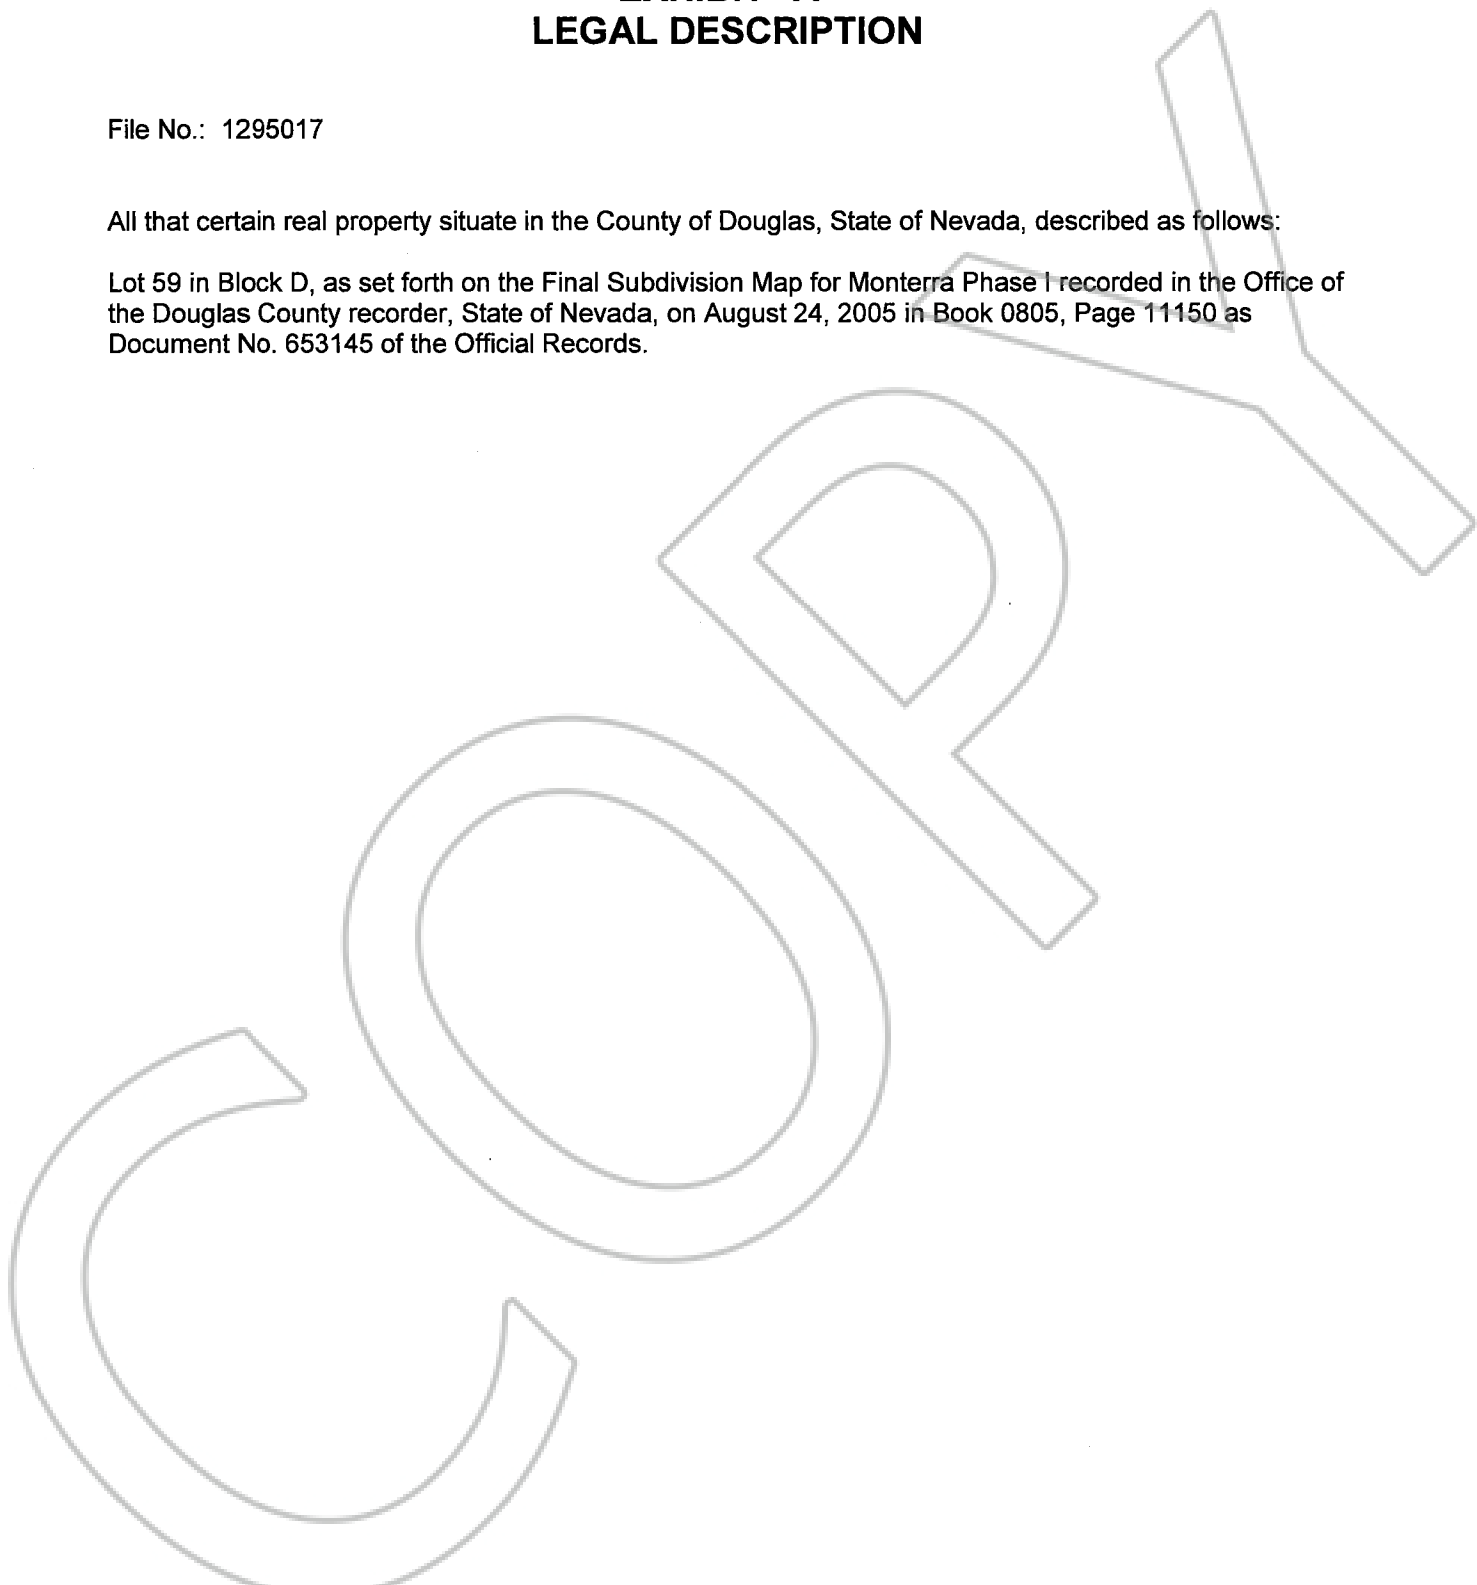 LEGAL DESCRIPTION
File No.: 1295017
All that certain real property situate in the County of Douglas, State of Nevada, described as follows:
Lot 59 in Block D, as set forth on the Final Subdivision Map for Monterra Phase I recorded in the Office of
the Douglas County recorder, State of Nevada, on August 24, 2005 in Book 0805, Page 11150 as
Document No. 653145 of the Official Records.
COPY